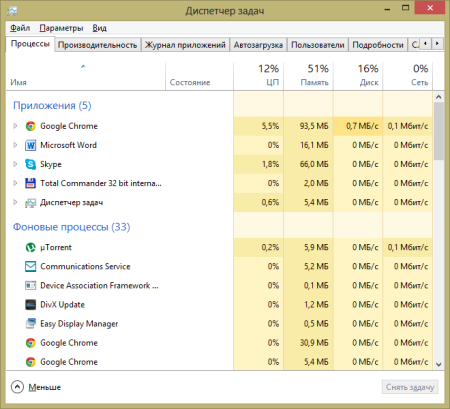 Диспетчер задач
Файл Параметры Вид
Процессы Производительность Журнал приложений Автозагрузка Пользователи Подробности
12% 51% 16% 0%
Имя Состояние ЦП Память Диск Сеть
Приложения (5)
Google Chrome 5,5% 93,5 МБ 0,7 МБ/с 0,1 Мбит/с
Microsoft Word 0% 16,1 МБ 0 МБ/с 0 Мбит/с
Skype 1,8% 66,0 МБ 0 МБ/с 0 Мбит/с
Total Commander 32 bit interna... 0% 2,0 МБ 0 МБ/с 0 Мбит/с
Диспетчер задач 0,6% 5,4 МБ 0 МБ/с 0 Мбит/с
Фоновые процессы (33)
µTorrent 0,2% 5,9 МБ 0 МБ/с 0,1 Мбит/с
Communications Service 0% 5,2 МБ 0 МБ/с 0 Мбит/с
Device Association Framework ... 0% 0,1 МБ 0 МБ/с 0 Мбит/с
DivX Update 0% 1,2 МБ 0 МБ/с 0 Мбит/с
Easy Display Manager 0% 0,5 МБ 0 МБ/с 0 Мбит/с
Google Chrome 0% 30,9 МБ 0 МБ/с 0 Мбит/с
Google Chrome 0% 5,4 МБ 0 МБ/с 0 Мбит/с
Меньше Снять задачу